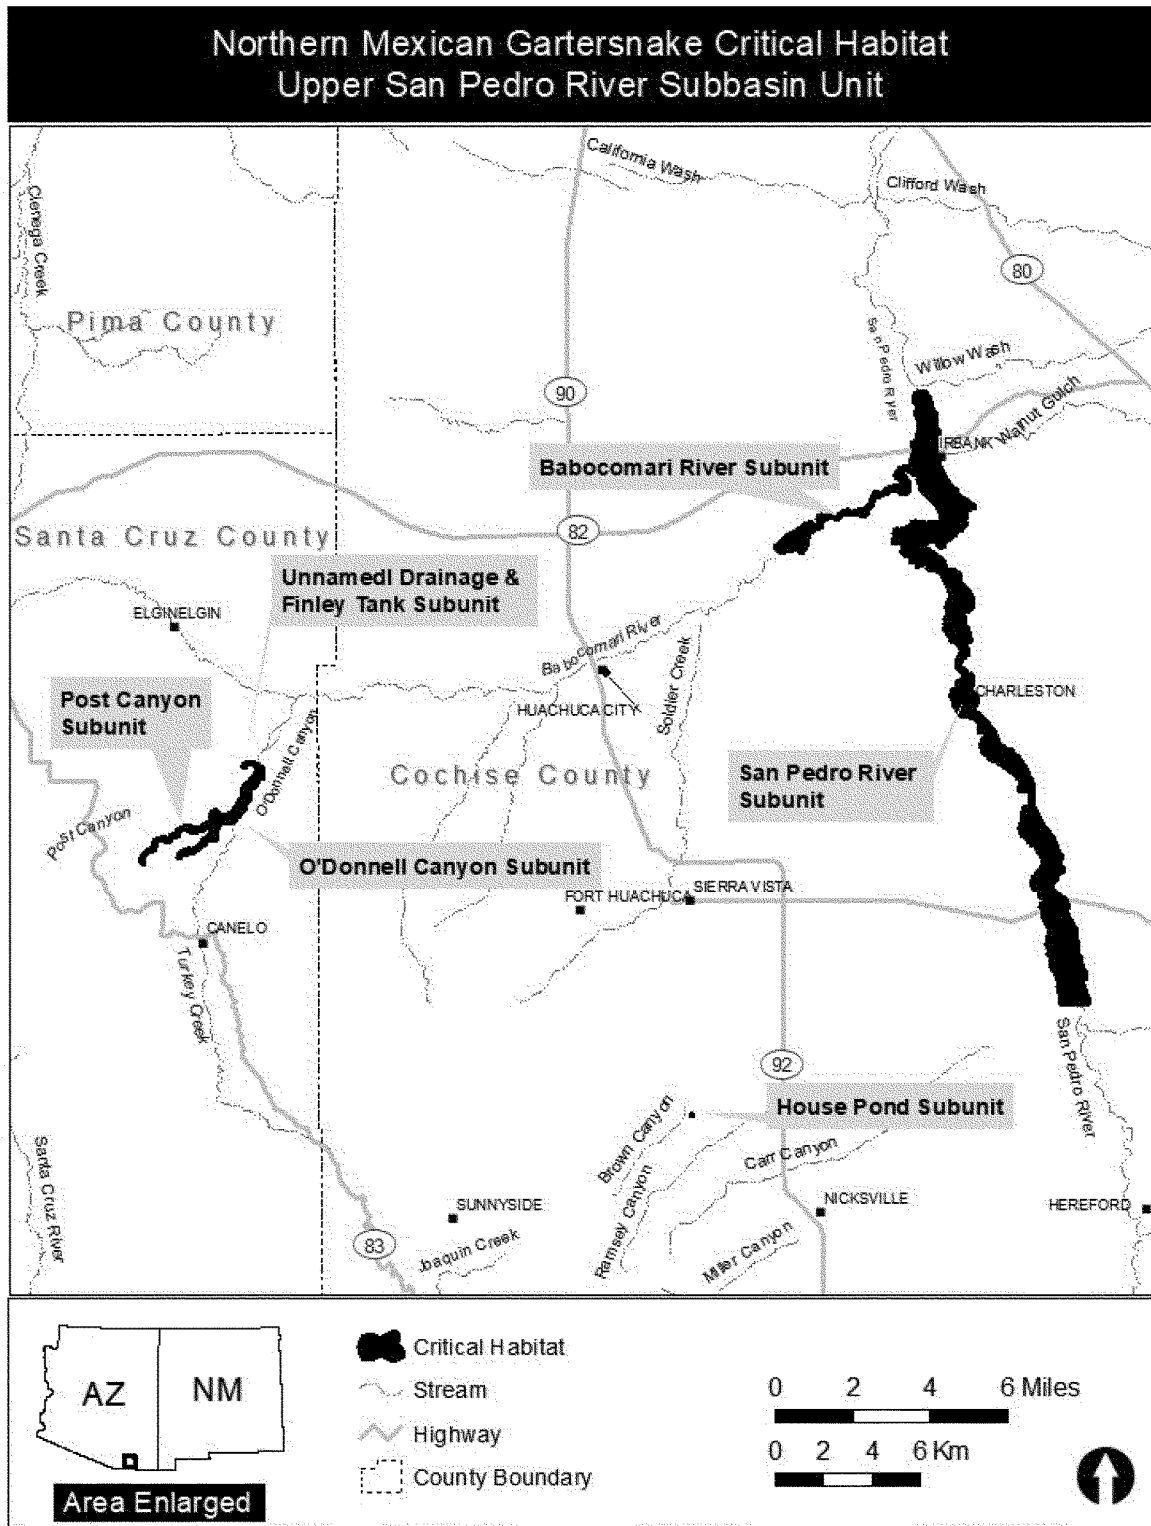 Northern Mexican Gartersnake Critical Habitat
Upper San Pedro River Subbasin Unit
California Wash
Clifford Wash
Cienega Creek
80
Pima County
San Pedro River
Willow Wash
90
Walnut Gulch
IRBANK
Babocomari River Subunit
82
Santa Cruz County
Unnamedl Drainage &
Finley Tank Subunit
ELGINELGIN
Babocomari River
Soldier Creek
Post Canyon
Subunit
HUACHUCA CITY
CHARLESTON
O'Donnell Canyon
Cochise County
San Pedro River
Subunit
Post Canyon
O'Donnell Canyon Subunit
FORT HUACHUCA
SIERRA VISTA
CANELO
Turkey Creek
San Pedro River
92
House Pond Subunit
Brown Canyon
Carr Canyon
Santa Cruz River
Ramsey Canyon
SUNNYSIDE
NICKSVILLE
HEREFORD
83
Joaquin Creek
Miller Canyon
AZ
NM
Area Enlarged
Critical Habitat
Stream
Highway
County Boundary
0 2 4 6 Miles
0 2 4 6 Km